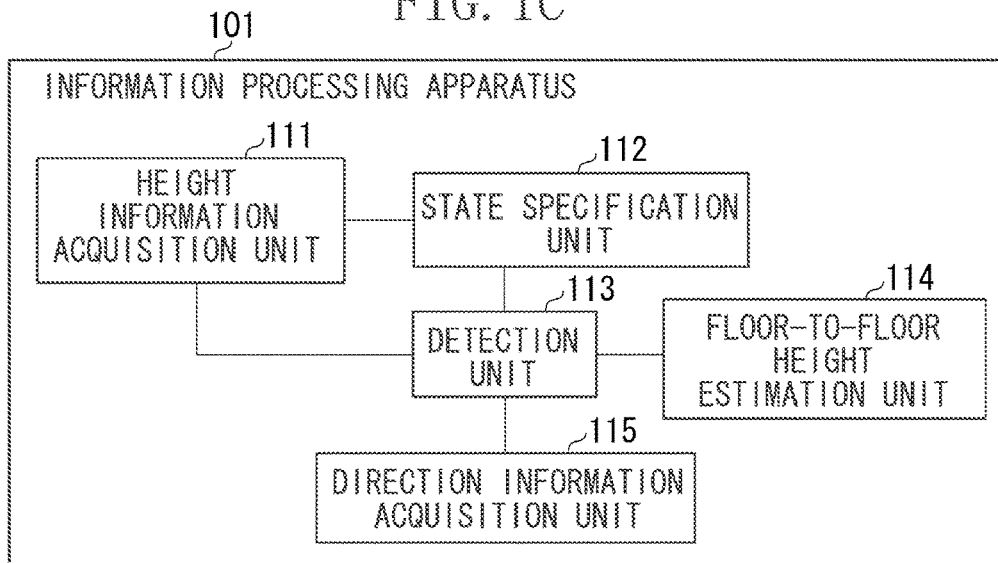 FIG. 1C
101
INFORMATION PROCESSING APPARATUS
111
HEIGHT
INFORMATION
ACQUISITION UNIT
112
STATE SPECIFICATION
UNIT
113
DETECTION
UNIT
114
FLOOR-TO-FLOOR
HEIGHT
ESTIMATION UNIT
115
DIRECTION INFORMATION
ACQUISITION UNIT